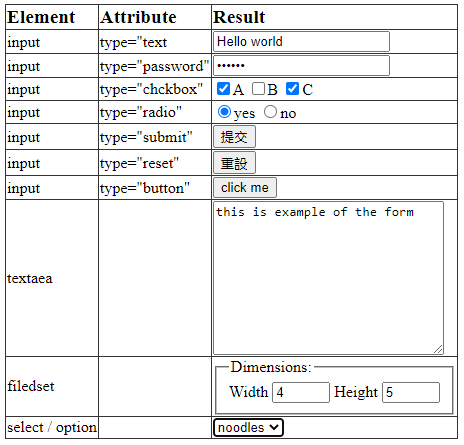 Element Attribute Result
input type="text Hello world
input type="password" ••••••
input type="chckbox" A B C
input type="radio" yes no
input type="submit" 提交
input type="reset" 重設
input type="button" click me
textaea this is example of the form
filedset Dimensions:
Width 4 Height 5
select / option noodles